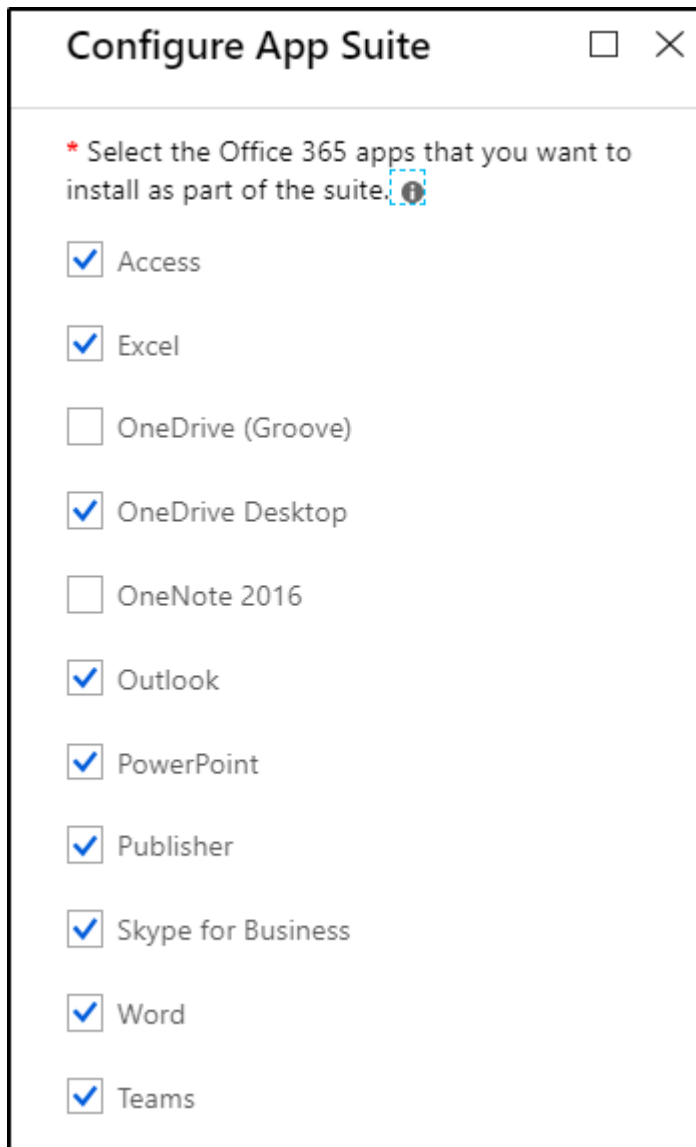 Configure App Suite
* Select the Office 365 apps that you want to
install as part of the suite.
Access
Excel
OneDrive (Groove)
OneDrive Desktop
OneNote 2016
Outlook
PowerPoint
Publisher
Skype for Business
Word
Teams